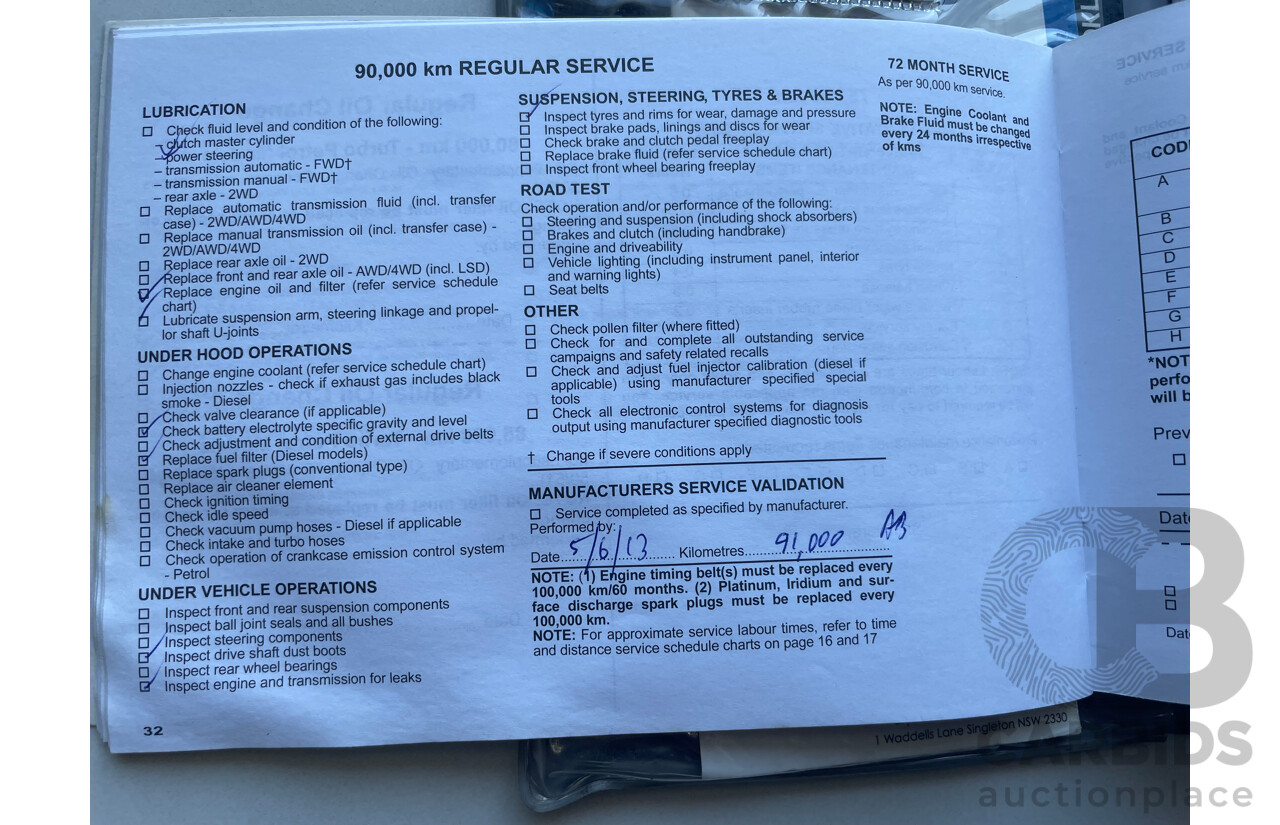 90,000 km REGULAR SERVICE
LUBRICATION
Check fluid level and condition of the following:
– clutch master cylinder
– power steering
– transmission automatic - FWD†
– transmission manual - FWD†
– rear axle - 2WD
Replace automatic transmission fluid (incl. transfer
case) - 2WD/AWD/4WD
Replace manual transmission oil (incl. transfer case) -
2WD/AWD/4WD
Replace rear axle oil - 2WD
Replace front and rear axle oil - AWD/4WD (incl. LSD)
Replace engine oil and filter (refer service schedule
chart)
Lubricate suspension arm, steering linkage and propel-
lor shaft U-joints
UNDER HOOD OPERATIONS
Change engine coolant (refer service schedule chart)
Injection nozzles - check if exhaust gas includes black
smoke - Diesel
Check valve clearance (if applicable)
Check battery electrolyte specific gravity and level
Check adjustment and condition of external drive belts
Replace fuel filter (Diesel models)
Replace spark plugs (conventional type)
Replace air cleaner element
Check ignition timing
Check idle speed
Check vacuum pump hoses - Diesel if applicable
Check intake and turbo hoses
Check operation of crankcase emission control system
- Petrol
UNDER VEHICLE OPERATIONS
Inspect front and rear suspension components
Inspect ball joint seals and all bushes
Inspect steering components
Inspect drive shaft dust boots
Inspect rear wheel bearings
Inspect engine and transmission for leaks
32
SUSPENSION, STEERING, TYRES & BRAKES
Inspect tyres and rims for wear, damage and pressure
Inspect brake pads, linings and discs for wear
Check brake and clutch pedal freeplay
Replace brake fluid (refer service schedule chart)
Inspect front wheel bearing freeplay
ROAD TEST
Check operation and/or performance of the following:
Steering and suspension (including shock absorbers)
Brakes and clutch (including handbrake)
Engine and driveability
Vehicle lighting (including instrument panel, interior
and warning lights)
Seat belts
OTHER
Check pollen filter (where fitted)
Check for and complete all outstanding service
campaigns and safety related recalls
Check and adjust fuel injector calibration (diesel if
applicable) using manufacturer specified special
tools
Check all electronic control systems for diagnosis
output using manufacturer specified diagnostic tools
† Change if severe conditions apply
MANUFACTURERS SERVICE VALIDATION
Service completed as specified by manufacturer.
Performed by:
Date 5/6/13 Kilometres 91,000 AB
NOTE: (1) Engine timing belt(s) must be replaced every
100,000 km/60 months. (2) Platinum, Iridium and sur-
face discharge spark plugs must be replaced every
100,000 km.
NOTE: For approximate service labour times, refer to time
and distance service schedule charts on page 16 and 17
72 MONTH SERVICE
As per 90,000 km service.
NOTE: Engine Coolant and
Brake Fluid must be changed
every 24 months irrespective
of kms
A
B
C
D
E
F
G
H
*NOT
perfo
will b
Prev
Date
Dat
1 Waddells Lane Singleton NSW 2330
CARBIDS
auctionplace